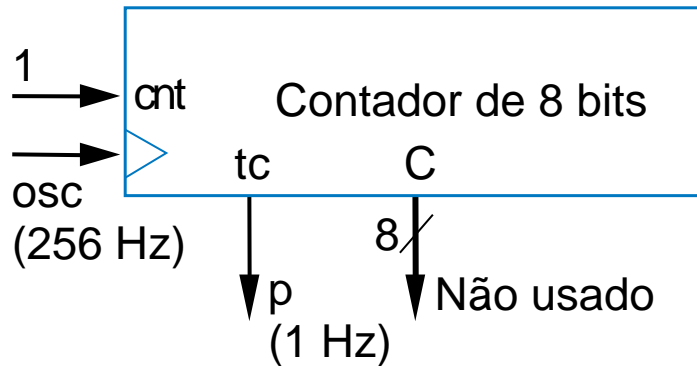 1
cnt
Contador de 8 bits
tc
C
osc
(256 Hz)
8
p
(1 Hz)
Não usado